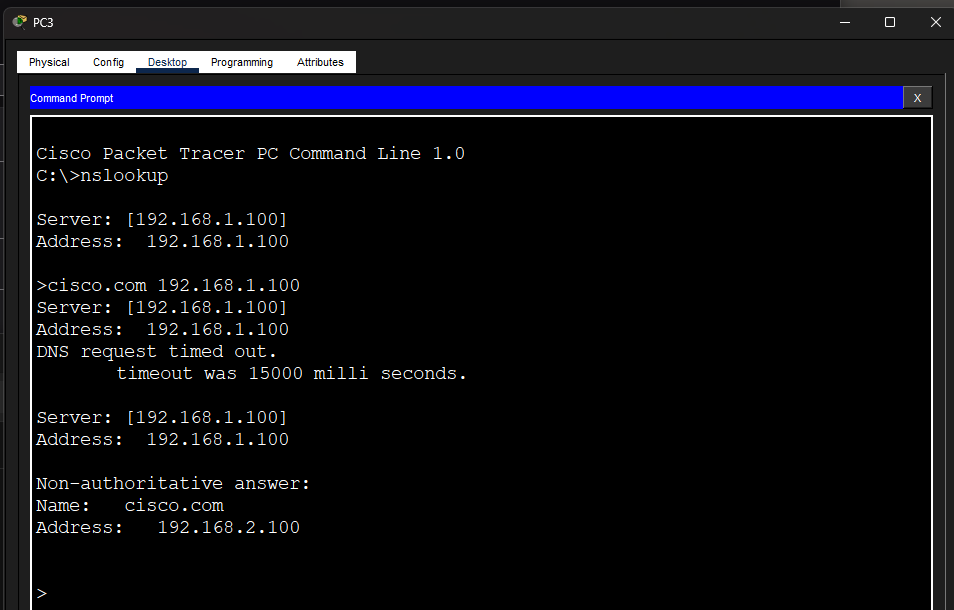 PC3
Physical Config Desktop Programming Attributes
Command Prompt
X
Cisco Packet Tracer PC Command Line 1.0
C:\>nslookup
Server: [192.168.1.100]
Address:  192.168.1.100
>cisco.com 192.168.1.100
Server: [192.168.1.100]
Address:  192.168.1.100
DNS request timed out.
timeout was 15000 milli seconds.
Server: [192.168.1.100]
Address:  192.168.1.100
Non-authoritative answer:
Name:   cisco.com
Address:   192.168.2.100
>